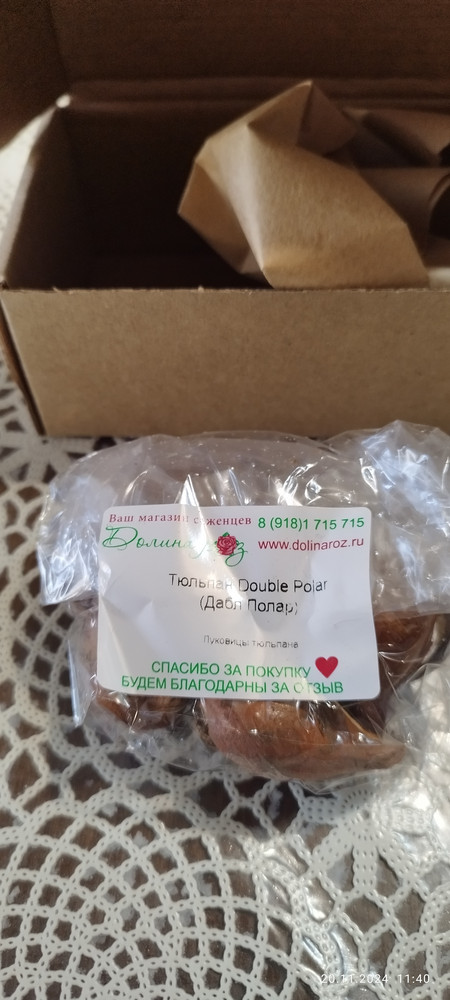 Ваш магазин саженцев 8 (918)1 715 715
Долина роз www.dolinaroz.ru
Тюльпан Double Polar
(Дабл Полар)
Луковицы тюльпана
СПАСИБО ЗА ПОКУПКУ
БУДЕМ БЛАГОДАРНЫ ЗА ОТЗЫВ
20.11.2024 11:40